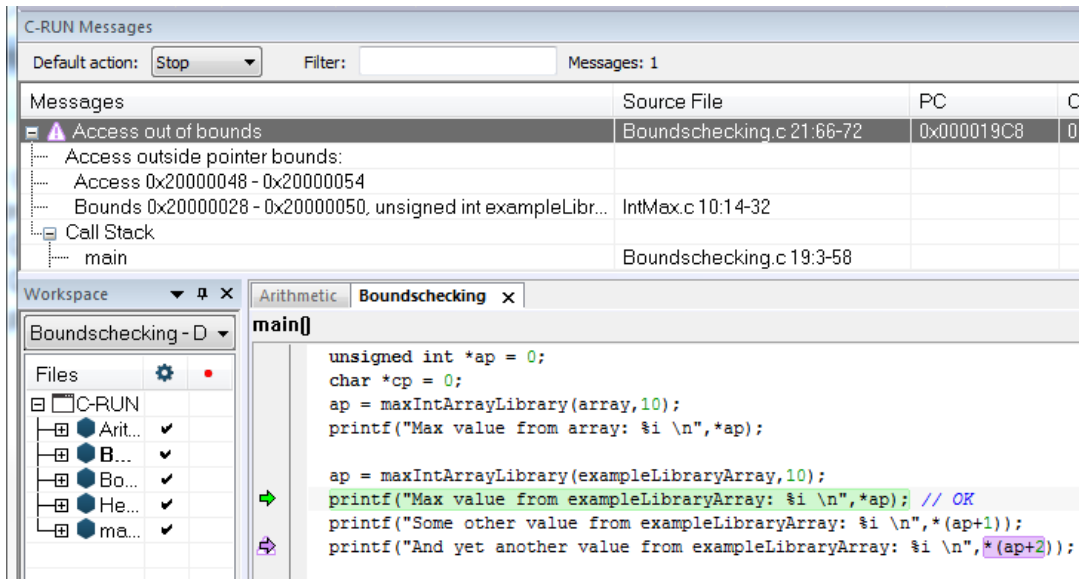 C-RUN Messages
Default action: Stop Filter: Messages: 1
Messages Source File PC C
Access out of bounds Boundschecking.c 21:66-72 0x000019C8 0
Access outside pointer bounds:
Access 0x20000048 - 0x20000054
Bounds 0x20000028 - 0x20000050, unsigned int exampleLibr... IntMax.c 10:14-32
Call Stack
main Boundschecking.c 19:3-58
Workspace
Boundschecking - D
Files
C-RUN
Arit...
B...
Bo...
He...
ma...
Arithmetic Boundschecking
main()
unsigned int *ap = 0;
char *cp = 0;
ap = maxIntArrayLibrary(array,10);
printf("Max value from array: %i \n",*ap);
ap = maxIntArrayLibrary(exampleLibraryArray,10);
printf("Max value from exampleLibraryArray: %i \n",*ap); // OK
printf("Some other value from exampleLibraryArray: %i \n",*(ap+1));
printf("And yet another value from exampleLibraryArray: %i \n",*(ap+2));